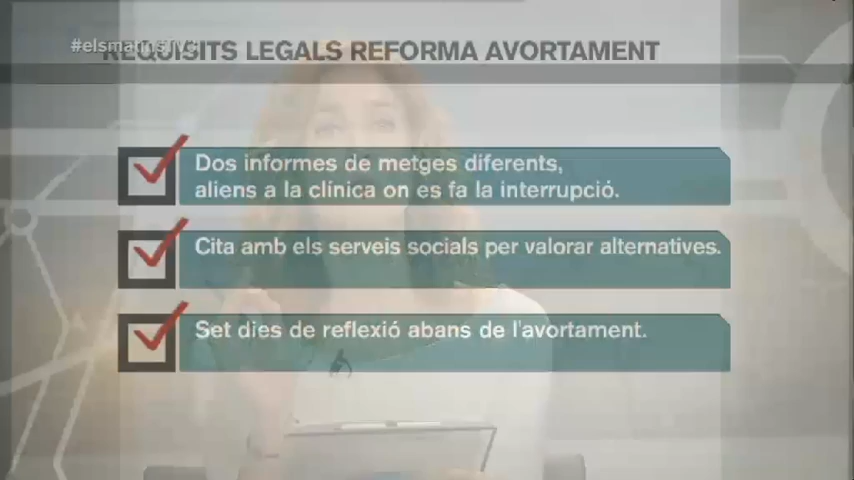 REQUISITS LEGALS REFORMA AVORTAMENT
Dos informes de metges diferents,
aliens a la clínica on es fa la interrupció.
Cita amb els serveis socials per valorar alternatives.
Set dies de reflexió abans de l'avortament.